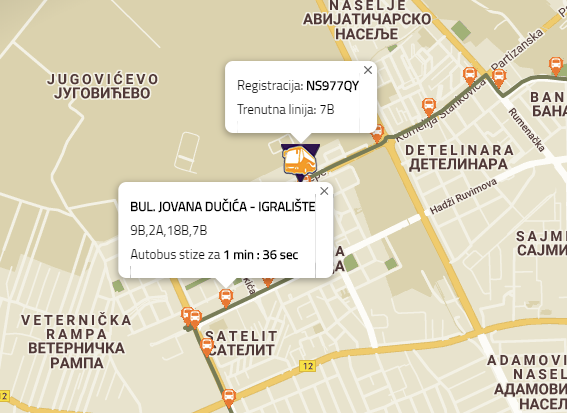 NASELJE
АВИЈАТИЧАРСКО
НАСЕЉЕ
JUGOVIĆEVO
ЈУГОВИЋЕВО
Registracija: NS977QY
Trenutna linija: 7B
Partizanska
Kornelija Stankovića
BAN
БАНА
Rumenačka
DETELINARA
ДЕТЕЛИНАРА
Hadži Ruvimova
BUL. JOVANA DUČIĆA - IGRALIŠTE
9B,2A,18B,7B
Autobus stize za 1 min : 36 sec
SAJM
САЈМИ
VETERNIČKA
RAMPA
ВЕТЕРНИЧКА
РАМПА
SATELIT
САТЕЛИТ
12
12
ADAMOVI
NASEL
АДАМОВИ
НАСЕЉ